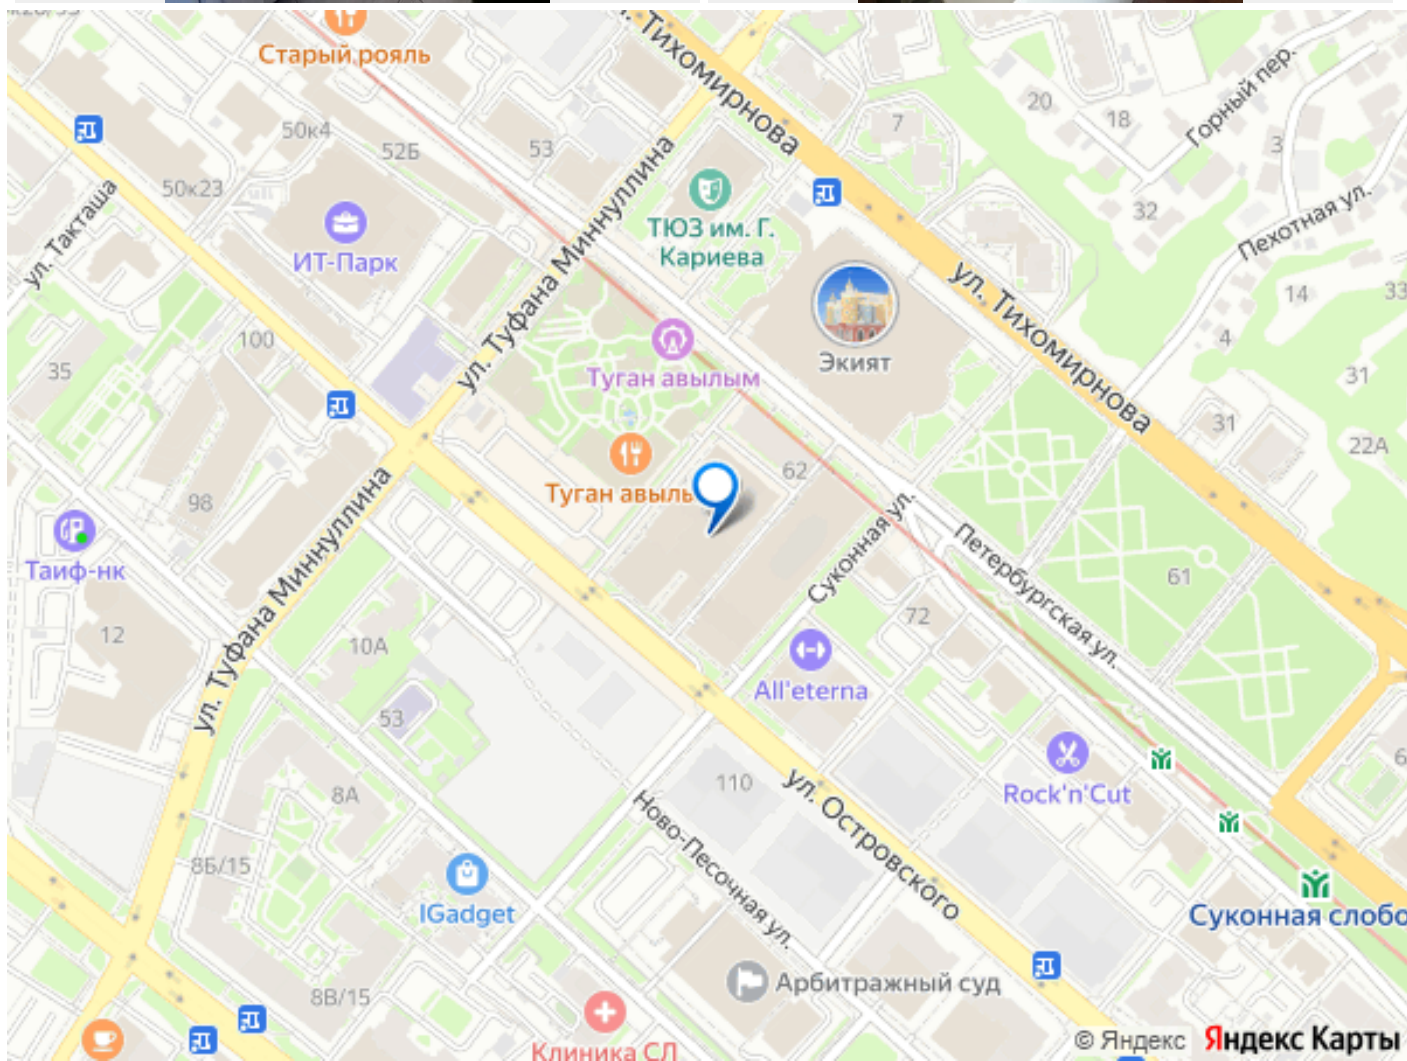 Старый рояль
ул. Тихомирнова
Горный пер.
20
18
7
3
50к4
52Б
53
50к23
ул. Такташа
ИТ-Парк
ул. Туфана Миннуллина
ТЮЗ им. Г.
Кариева
32
Пехотная ул.
ул. Тихомирнова
14
33
4
Экият
100
35
Туган авылым
31
31
22А
62
Туган авыль
98
Суконная ул.
Петербургская ул.
61
Таиф-нк
12
ул. Туфана Миннуллина
10А
72
All'eterna
53
Rock'n'Cut
110
ул. Островского
8А
Ново-Песочная ул.
8Б/15
IGadget
Суконная слобо
Арбитражный суд
8В/15
Клиника СЛ
© Яндекс Яндекс Карты